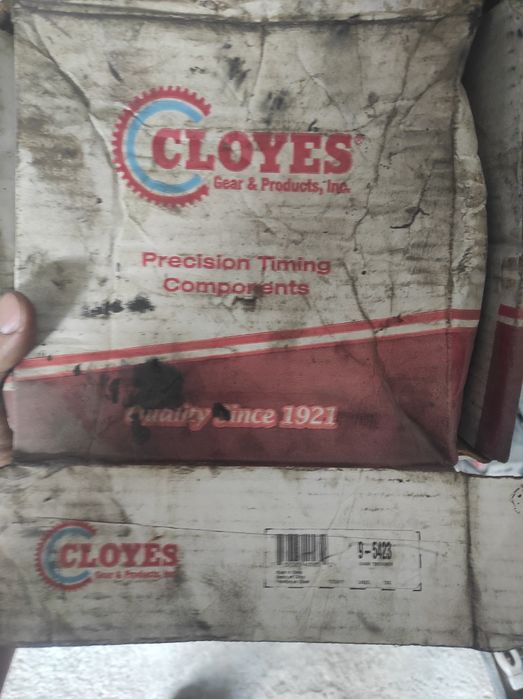 CLOYES®
Gear & Products, Inc.
Precision Timing
Components
Quality Since 1921
CLOYES
Gear & Products, Inc
9-5423